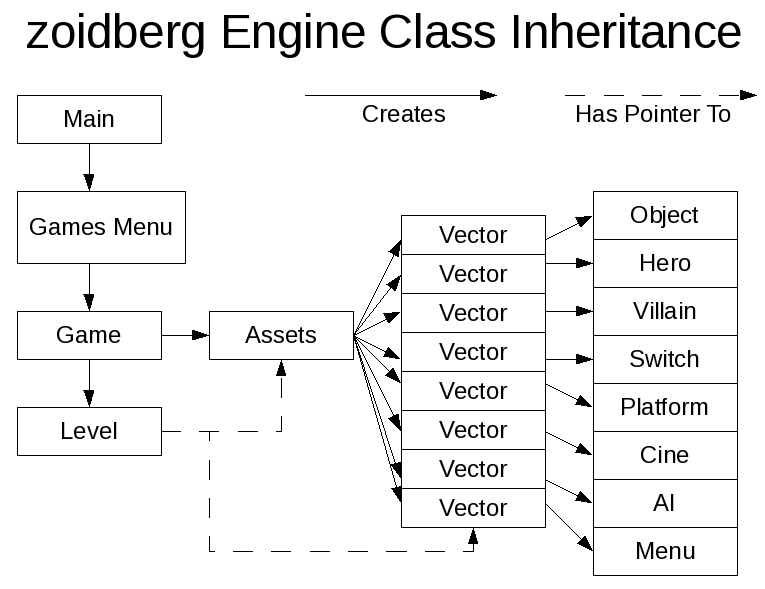 zoidberg Engine Class Inheritance
Creates
Has Pointer To
Main
Games Menu
Game
Level
Assets
Vector
Vector
Vector
Vector
Vector
Vector
Vector
Vector
Object
Hero
Villain
Switch
Platform
Cine
AI
Menu